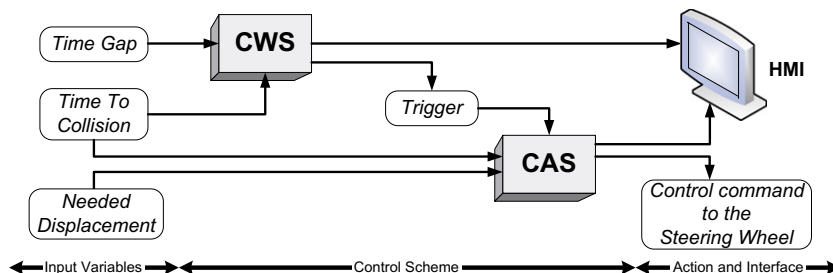 Time Gap
CWS
HMI
Time To
Collision
Trigger
CAS
Needed
Displacement
Control command
to the
Steering Wheel
Input Variables
Control Scheme
Action and Interface